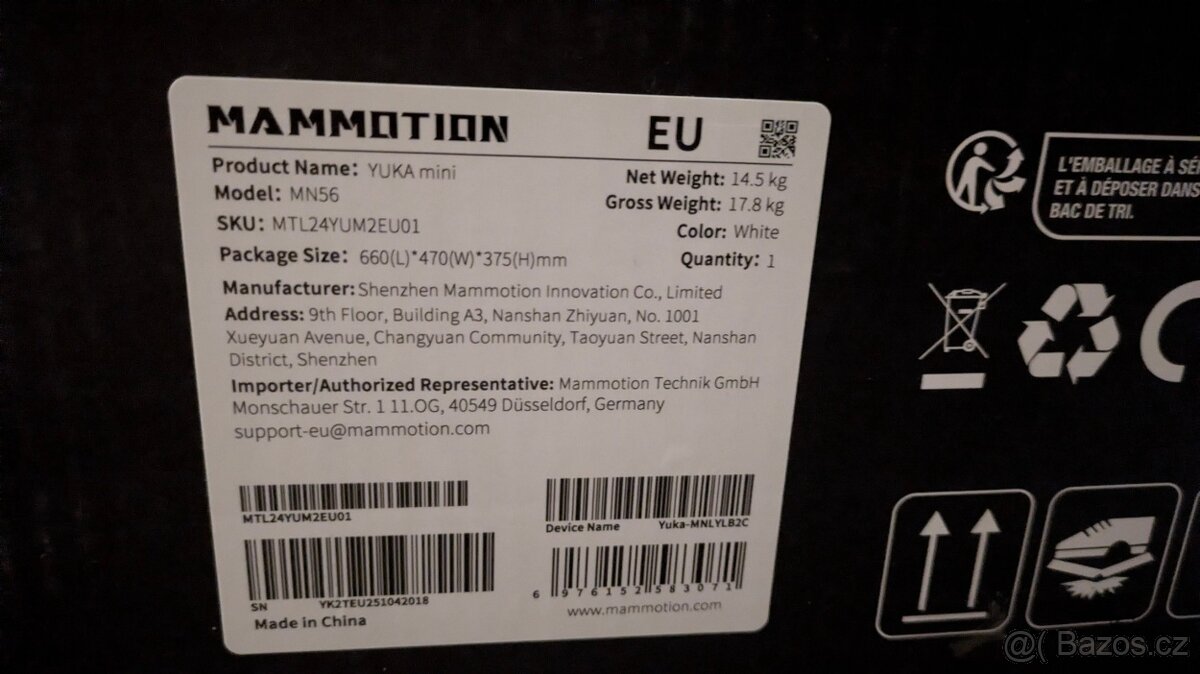 MAMMOTION
EU
Product Name: YUKA mini
Model: MN56
SKU: MTL24YUM2EU01
Package Size: 660(L)*470(W)*375(H)mm
Net Weight: 14.5 kg
Gross Weight: 17.8 kg
Color: White
Quantity: 1
Manufacturer: Shenzhen Mammotion Innovation Co., Limited
Address: 9th Floor, Building A3, Nanshan Zhiyuan, No. 1001
Xueyuan Avenue, Changyuan Community, Taoyuan Street, Nanshan
District, Shenzhen
Importer/Authorized Representative: Mammotion Technik GmbH
Monschauer Str. 1 11.OG, 40549 Düsseldorf, Germany
support-eu@mammotion.com
MTL24YUM2EU01
SN YK2TEU251042018
Made in China
Device Name Yuka-MNLYLB2C
6 976152 583071
www.mammotion.com
L'EMBALLAGE À
ET À DÉPOSER DANS
BAC DE TRI.
@( Bazos.cz